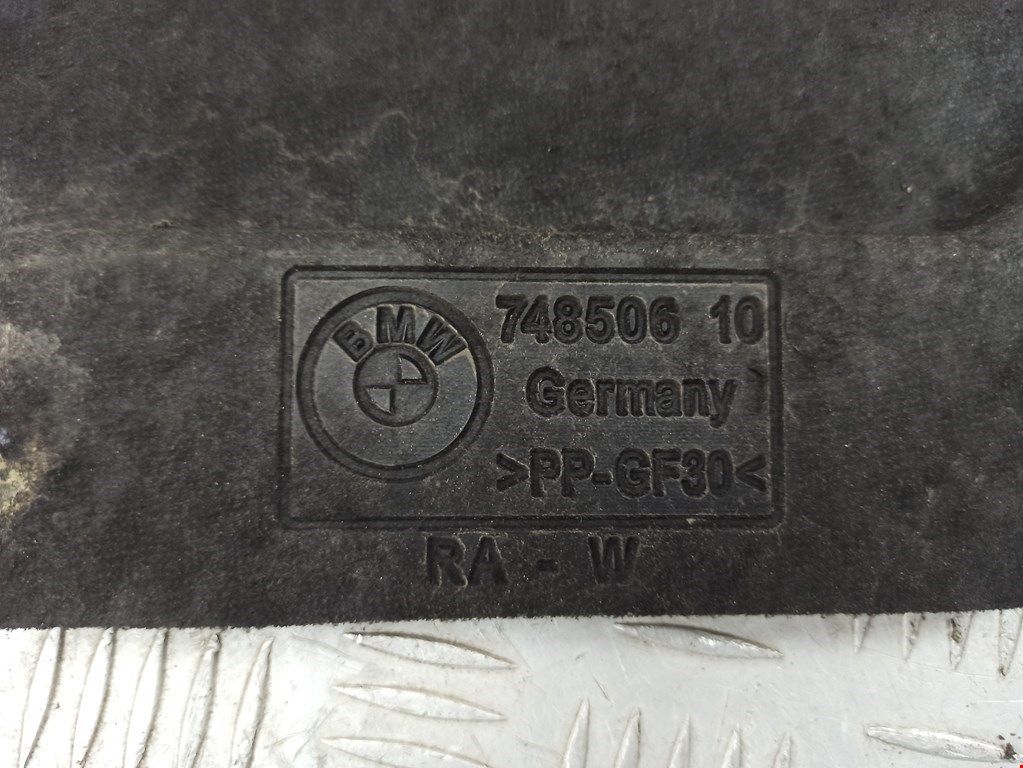 BMW
748506 10
Germany
>PP-GF30<
RA - W